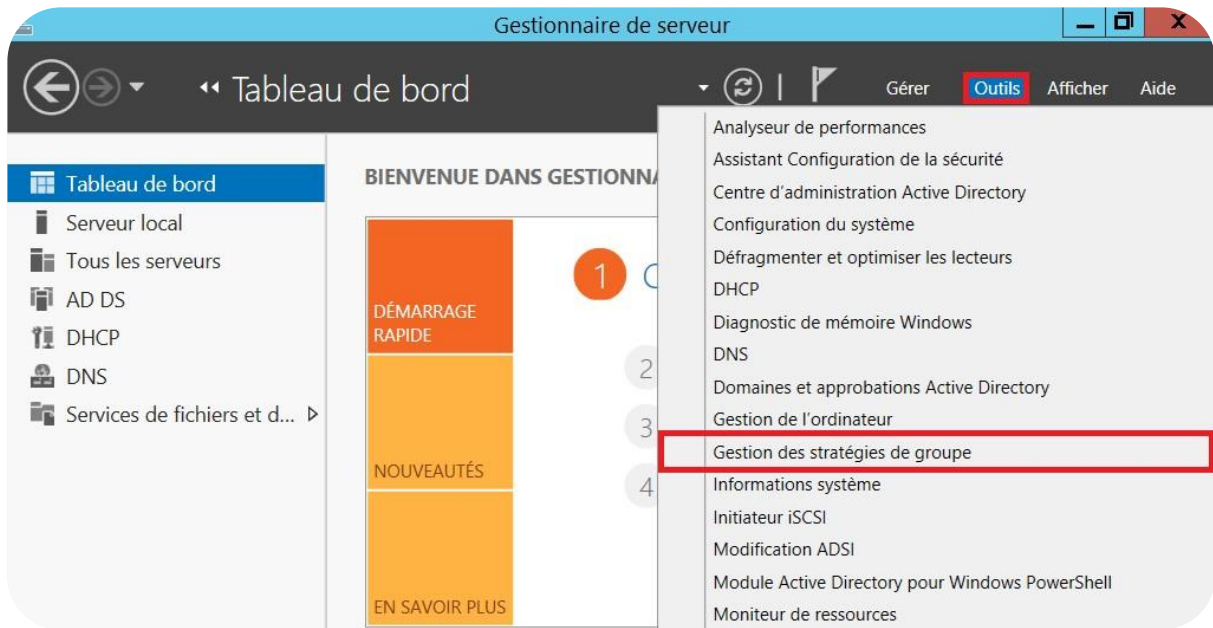 Gestionnaire de serveur
Tableau de bord
Gérer Outils Afficher Aide
Tableau de bord
Serveur local
Tous les serveurs
AD DS
DHCP
DNS
Services de fichiers et d...
BIENVENUE DANS
DÉMARRAGE
RAPIDE
NOUVEAUTÉS
EN SAVOIR PLUS
1
2
3
4
Analyseur de performances
Assistant Configuration de la sécurité
Centre d'administration Active Directory
Configuration du système
Défragmenter et optimiser les lecteurs
DHCP
Diagnostic de mémoire Windows
DNS
Domaines et approbations Active Directory
Gestion de l'ordinateur
Gestion des stratégies de groupe
Informations système
Initiateur iSCSI
Modification ADSI
Module Active Directory pour Windows PowerShell
Moniteur de ressources